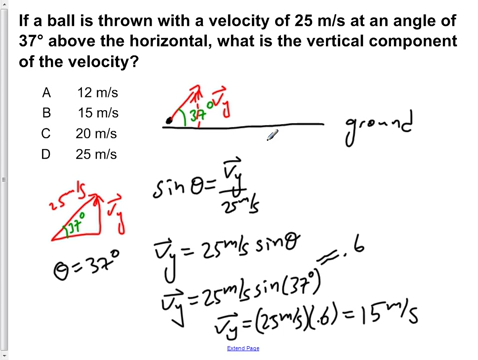 If a ball is thrown with a velocity of 25 m/s at an angle of
37° above the horizontal, what is the vertical component
of the velocity?
A 12 m/s
B 15 m/s
C 20 m/s
D 25 m/s
37° V⃗y
ground
25 m/s
37° V⃗y
θ = 37°
sin θ = V⃗y / 25 m/s
V⃗y = 25 m/s sin θ
≈ .6
V⃗y = 25 m/s sin(37°)
V⃗y = (25 m/s)(.6) = 15 m/s
Extend Page